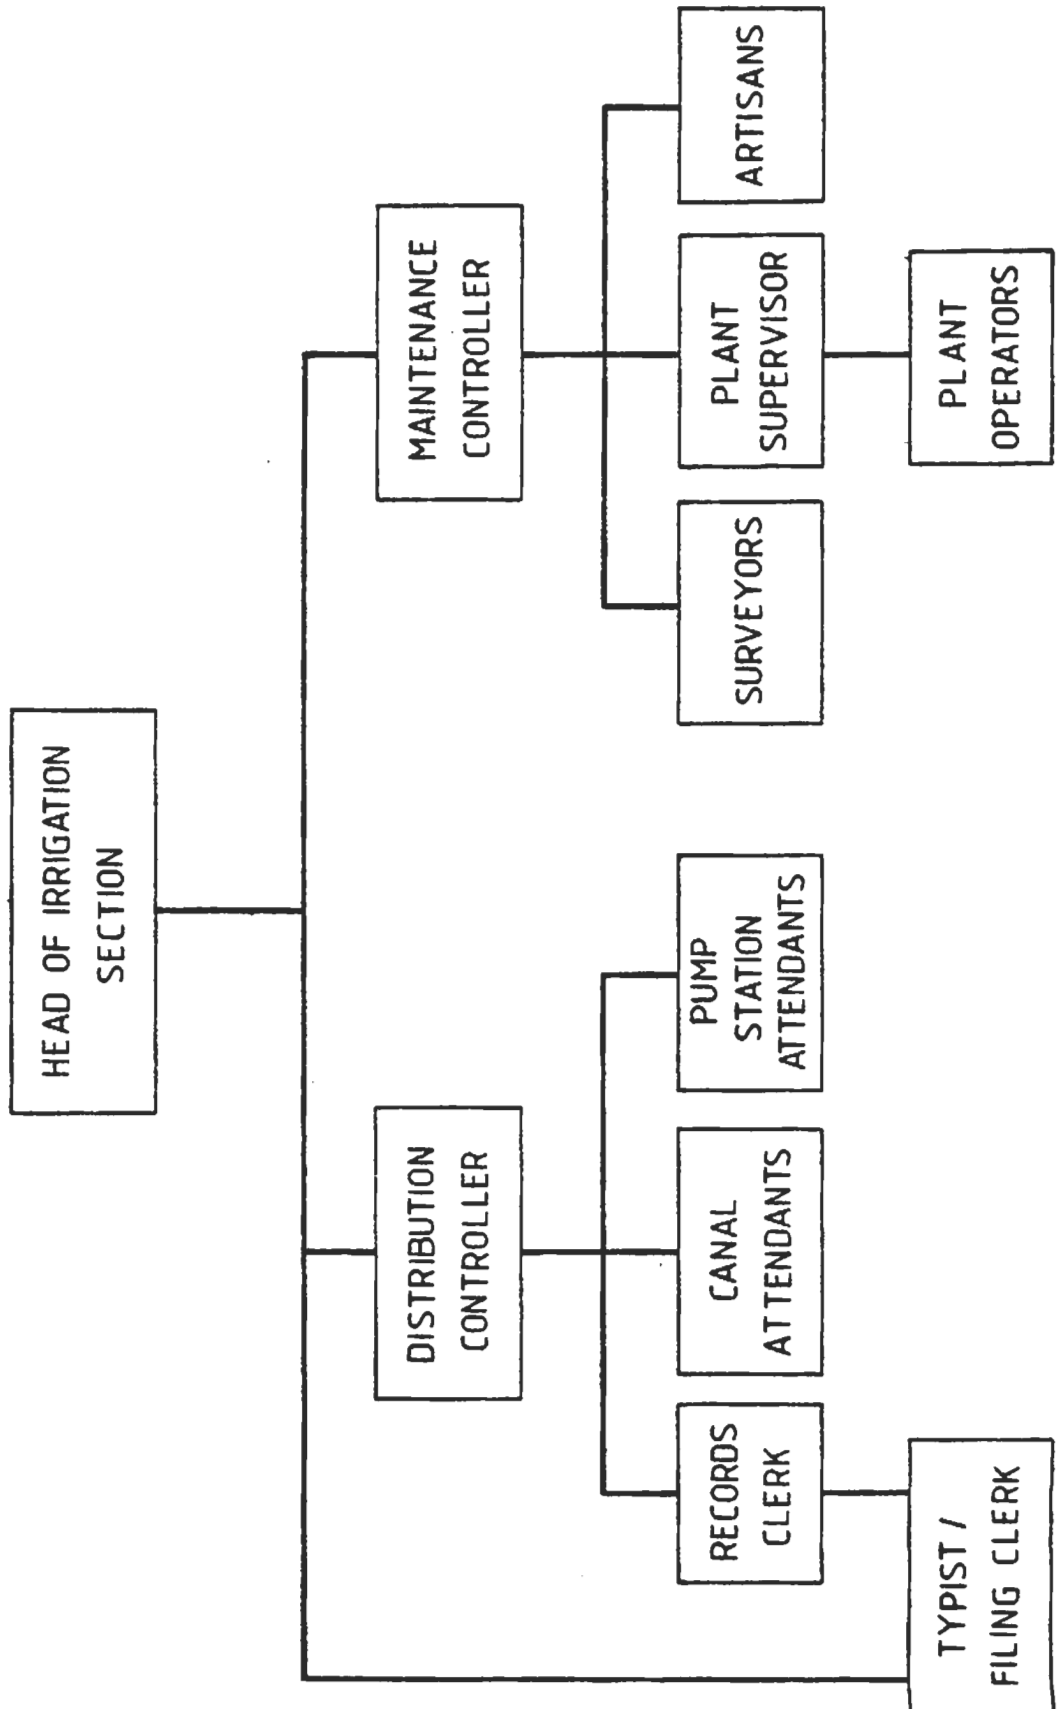 HEAD OF IRRIGATION
SECTION
DISTRIBUTION
CONTROLLER
MAINTENANCE
CONTROLLER
RECORDS
CLERK
CANAL
ATTENDANTS
PUMP
STATION
ATTENDANTS
SURVEYORS
PLANT
SUPERVISOR
ARTISANS
TYPIST /
FILING CLERK
PLANT
OPERATORS